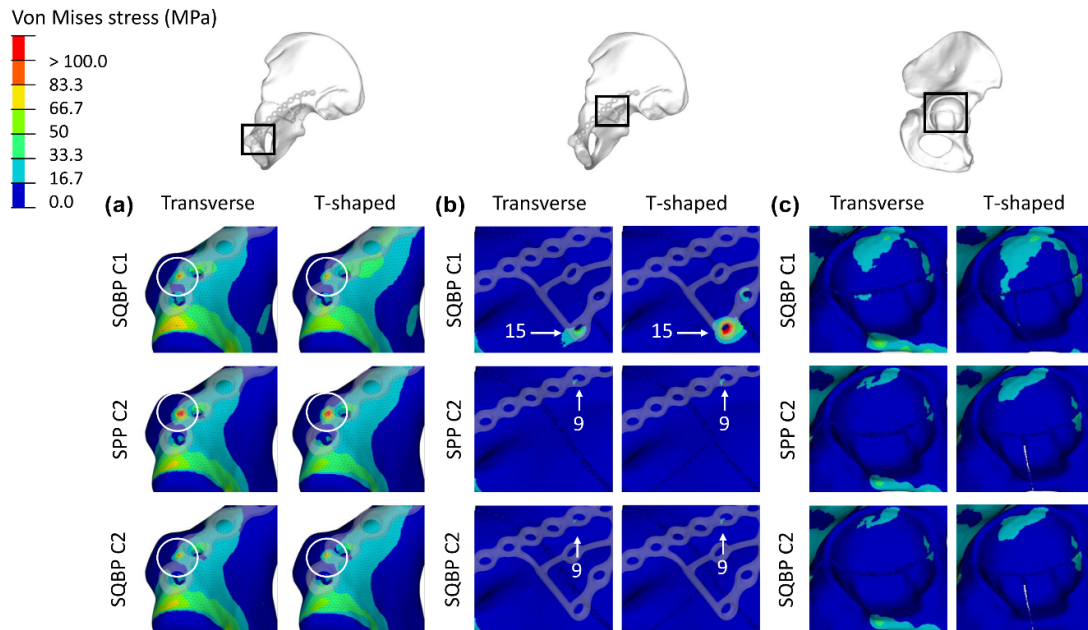 Von Mises stress (MPa)
> 100.0
83.3
66.7
50
33.3
16.7
0.0
(a) Transverse T-shaped (b) Transverse T-shaped (c) Transverse T-shaped
SQBP C1
15
15
SPP C2
9
9
SQBP C2
9
9